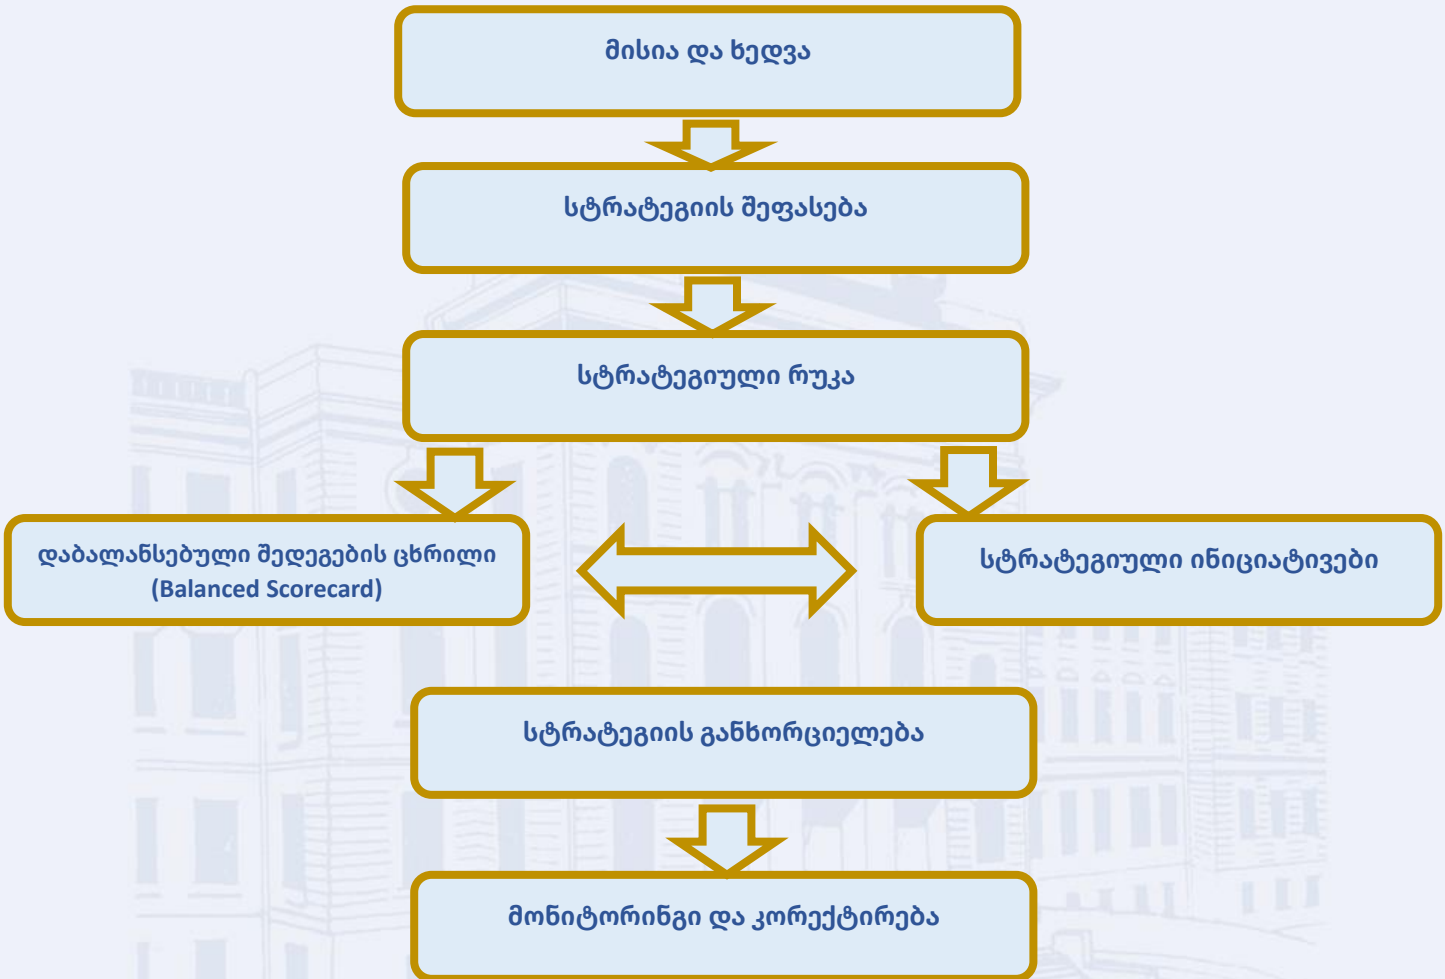 მისია და ხედვა
სტრატეგიის შეფასება
სტრატეგიული რუკა
დაბალანსებული შედეგების ცხრილი
(Balanced Scorecard)
სტრატეგიული ინიციატივები
სტრატეგიის განხორციელება
მონიტორინგი და კორექტირება